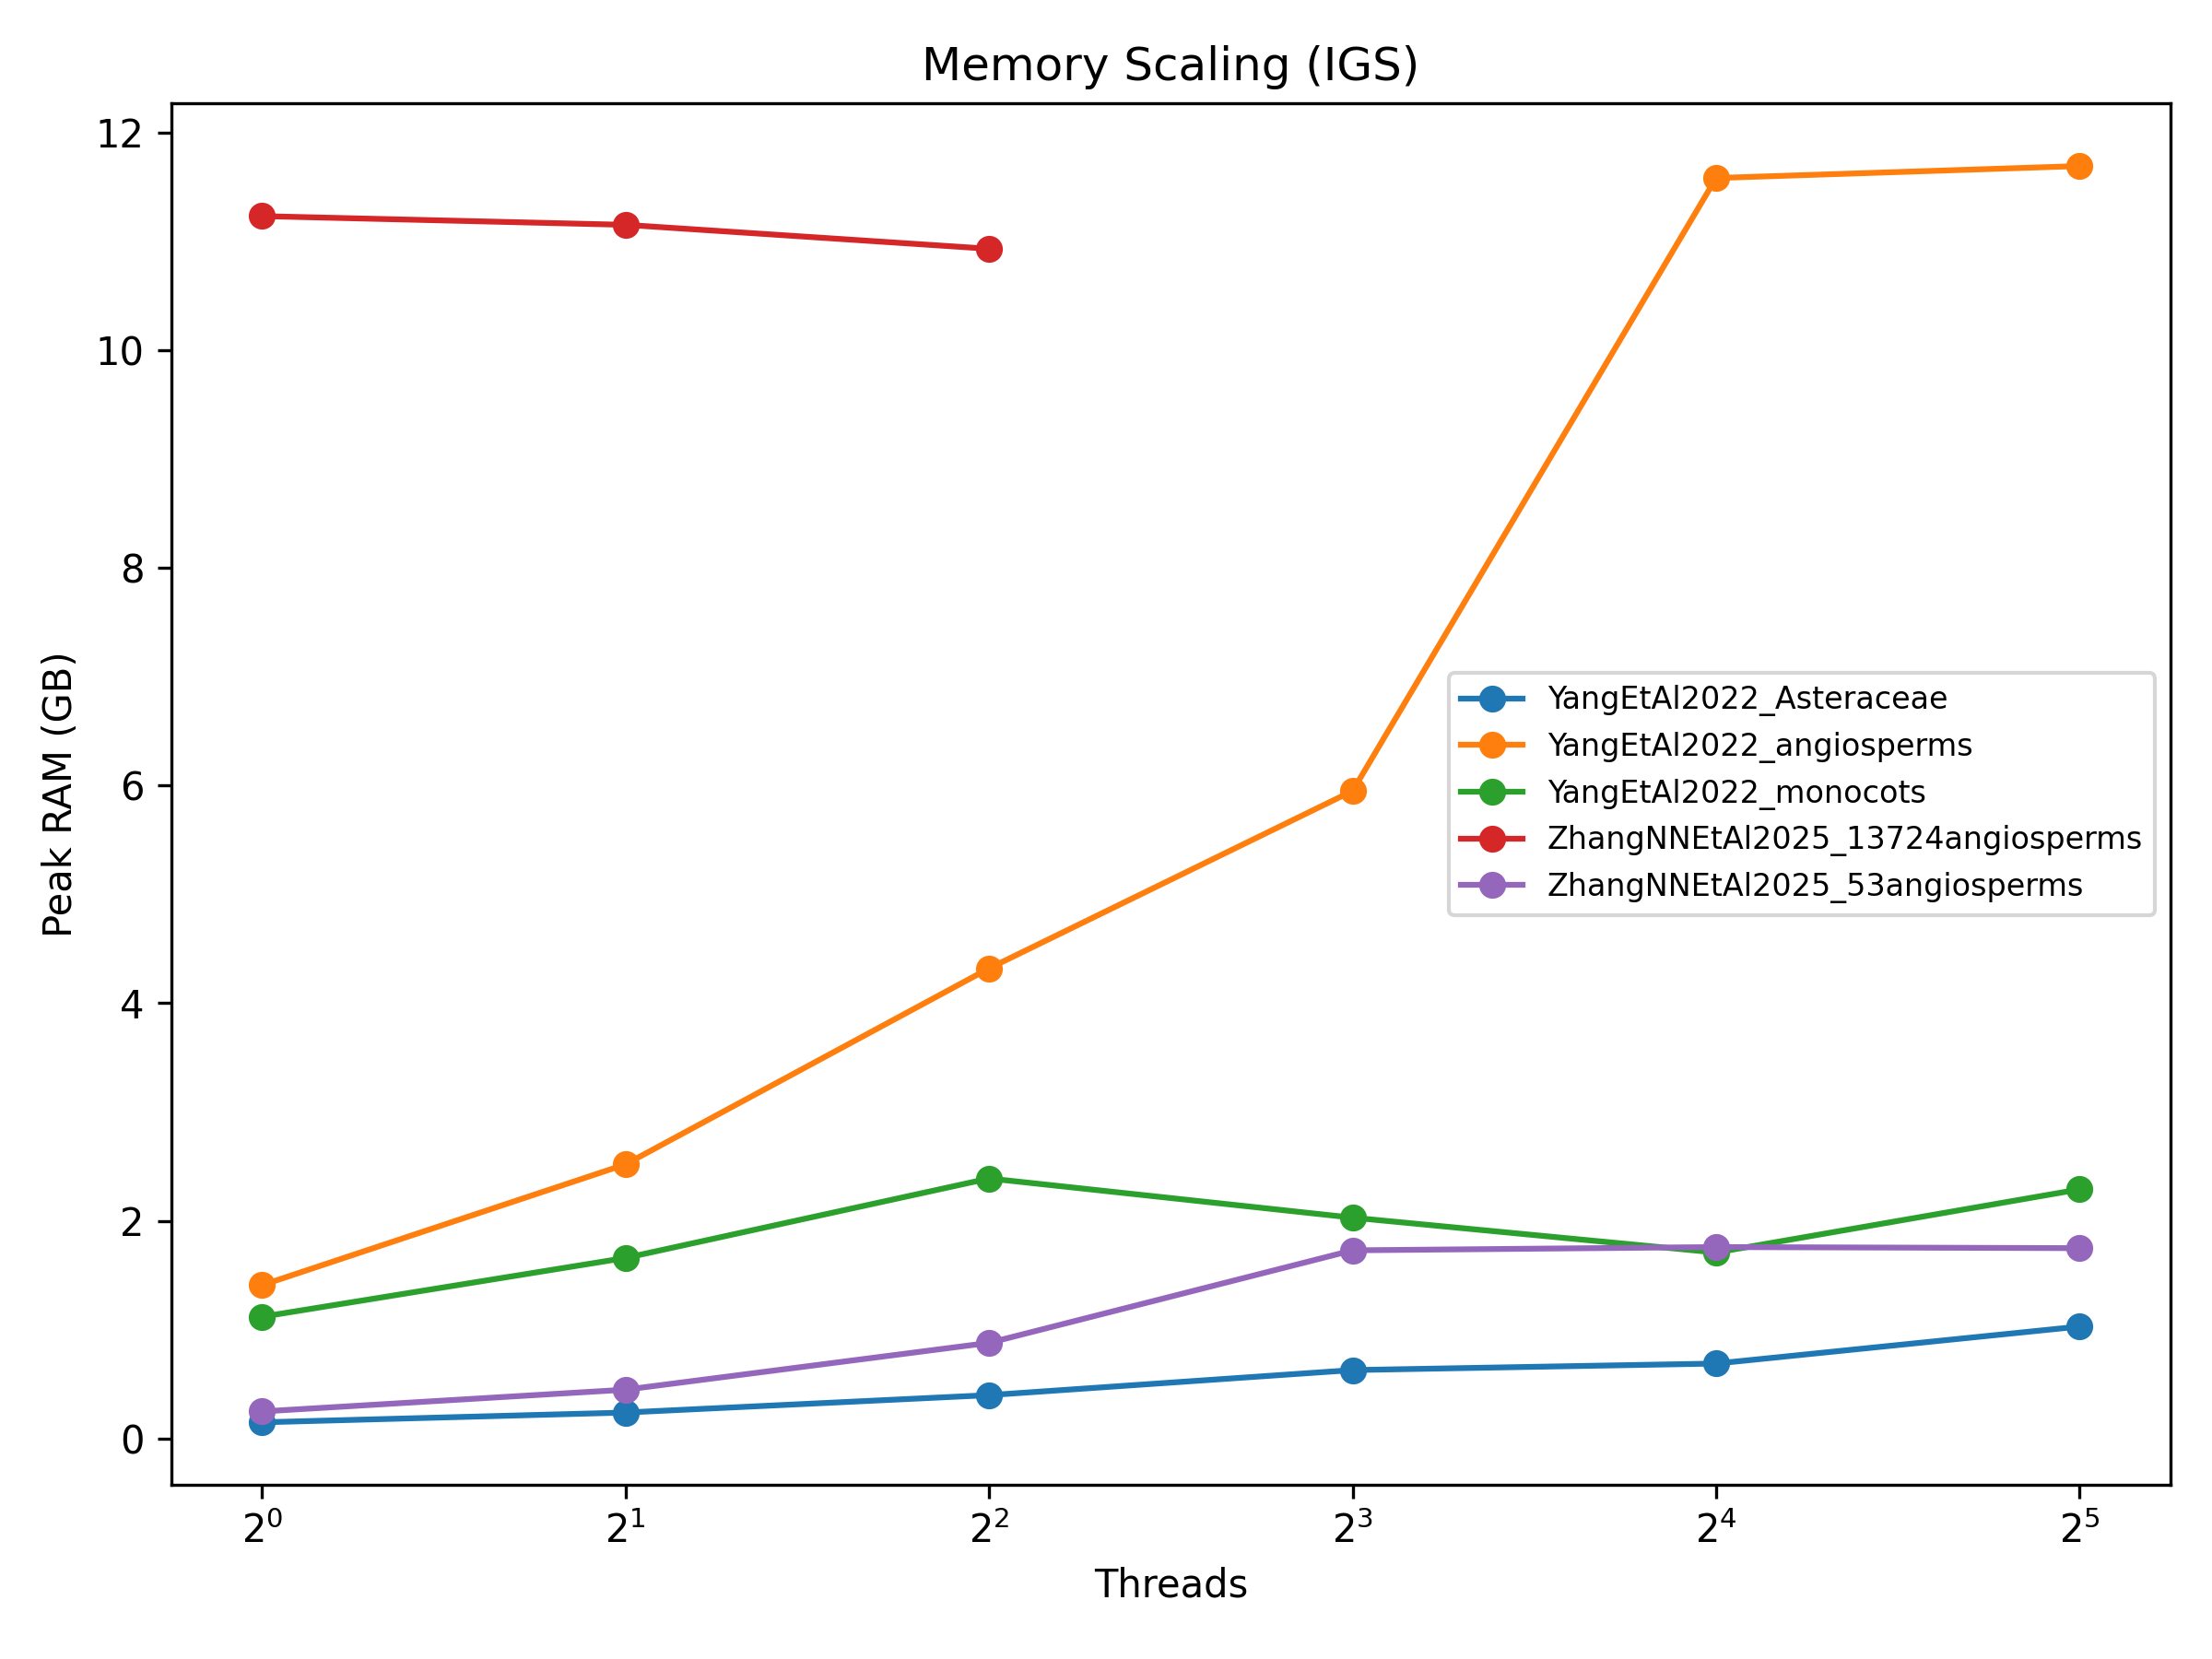 Memory Scaling (IGS)
12
10
8
6
4
2
0
Peak RAM (GB)
YangEtAl2022_Asteraceae
YangEtAl2022_angiosperms
YangEtAl2022_monocots
ZhangNNEtAl2025_13724angiosperms
ZhangNNEtAl2025_53angiosperms
2⁰ 2¹ 2² 2³ 2⁴ 2⁵
Threads